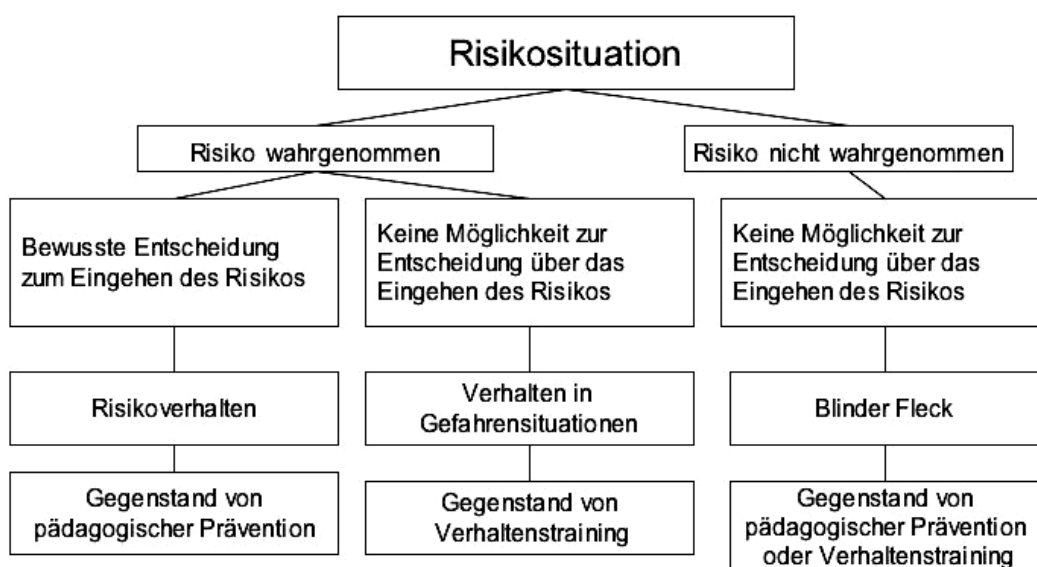 Risikosituation
Risiko wahrgenommen
Risiko nicht wahrgenommen
Bewusste Entscheidung
zum Eingehen des Risikos
Keine Möglichkeit zur
Entscheidung über das
Eingehen des Risikos
Keine Möglichkeit zur
Entscheidung über das
Eingehen des Risikos
Risikoverhalten
Verhalten in
Gefahrensituationen
Blinder Fleck
Gegenstand von
pädagogischer Prävention
Gegenstand von
Verhaltenstraining
Gegenstand von
pädagogischer Prävention
oder Verhaltenstraining